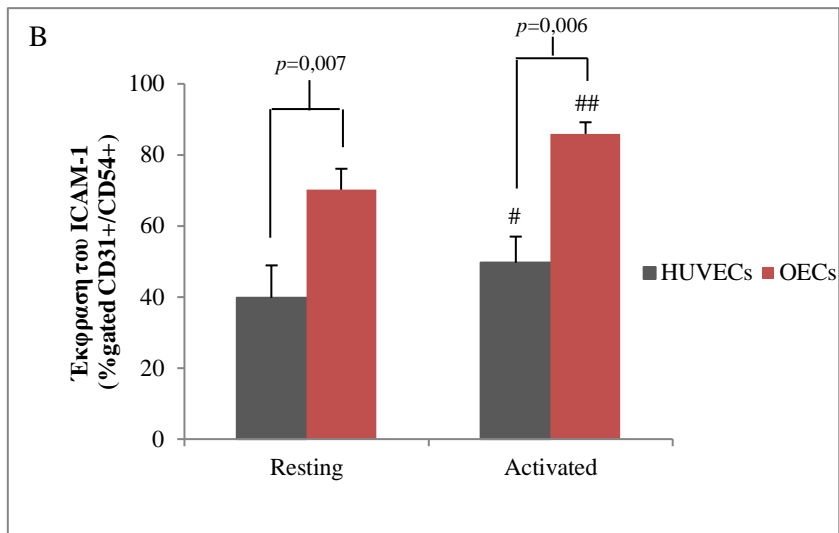 B
p=0,007
p=0,006
Έκφραση του ICAM-1
(%gated CD31+/CD54+)
100
80
60
40
20
0
#
##
Resting
Activated
HUVECs
OECs